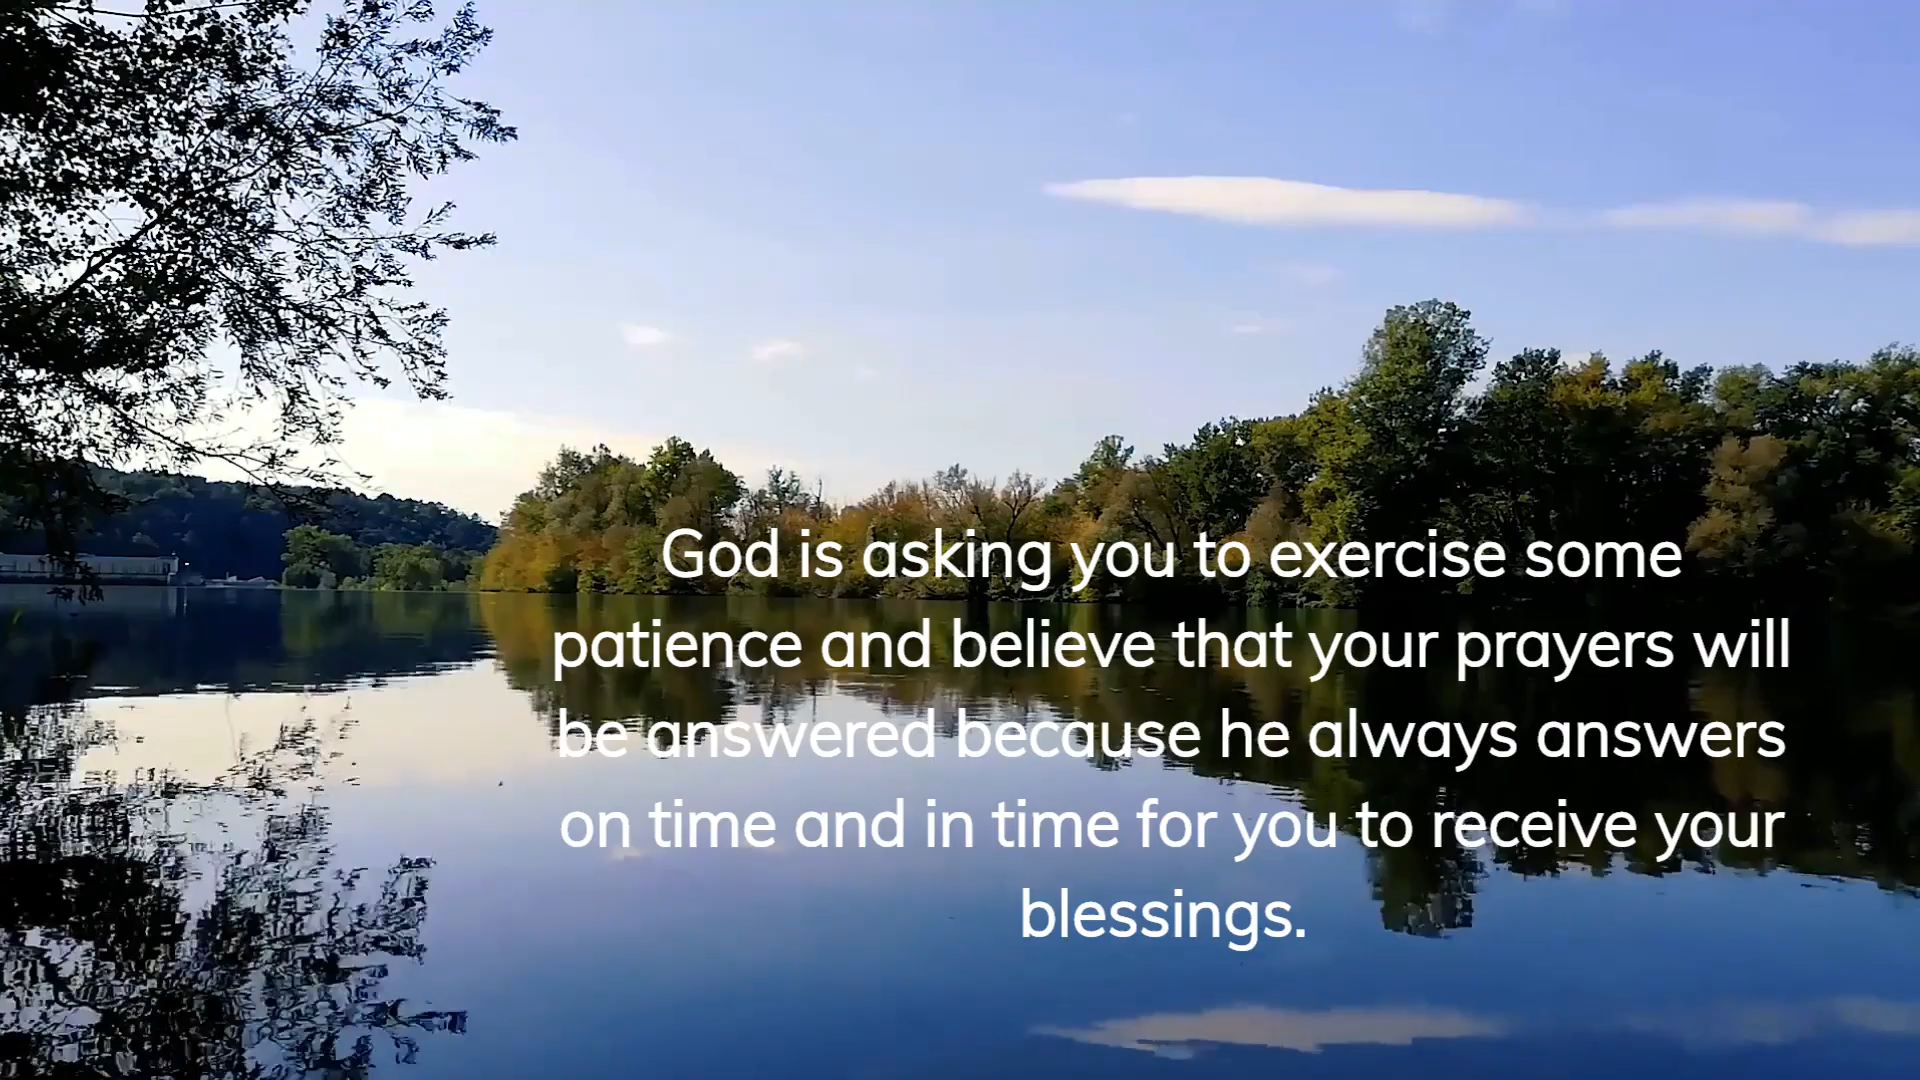 God is asking you to exercise some
patience and believe that your prayers will
be answered because he always answers
on time and in time for you to receive your
blessings.